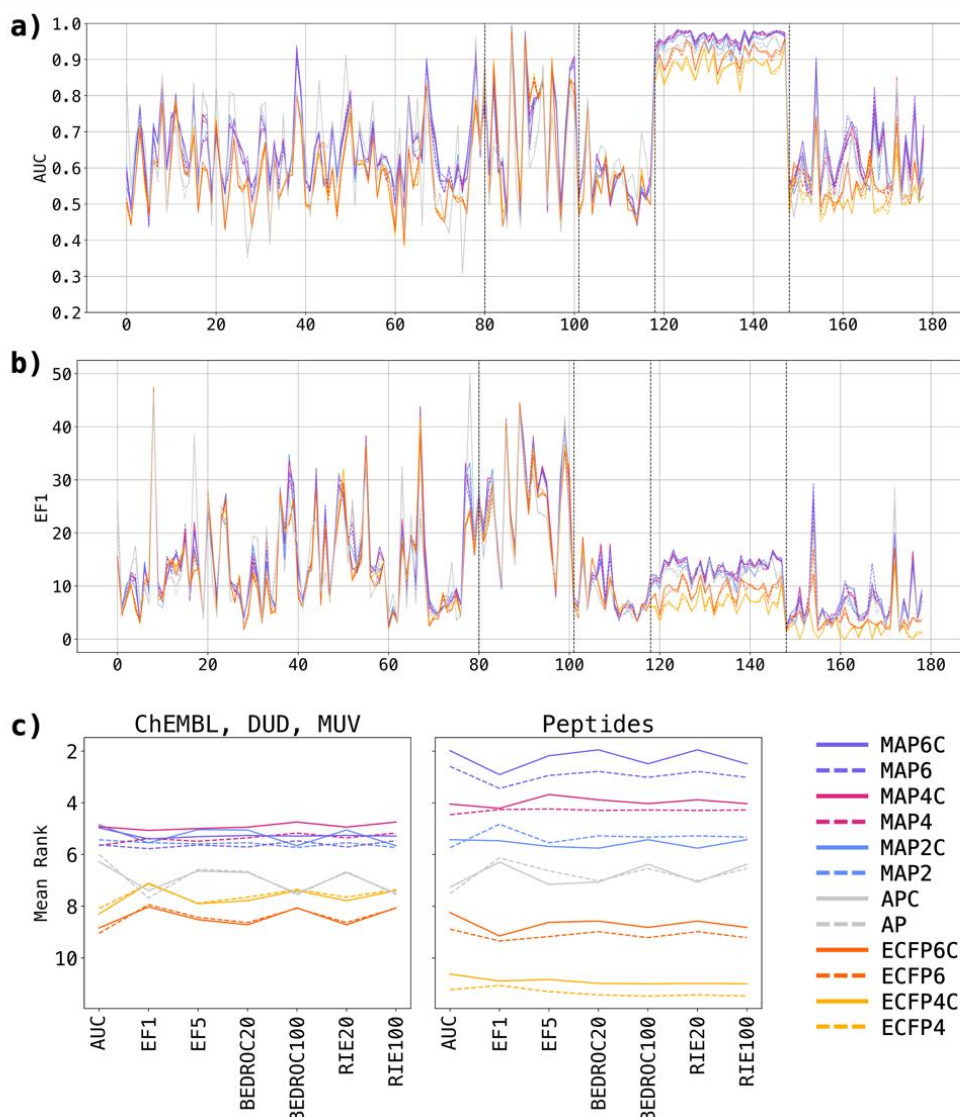 a)
1.0
0.9
0.8
0.7
0.6
0.5
0.4
0.3
0.2
AUC
0 20 40 60 80 100 120 140 160 180
b)
50
40
30
20
10
0
EF1
0 20 40 60 80 100 120 140 160 180
c)
ChEMBL, DUD, MUV
Peptides
2
4
6
8
10
Mean Rank
AUC
EF1
EF5
BEDROC20
BEDROC100
RIE20
RIE100
AUC
EF1
EF5
BEDROC20
BEDROC100
RIE20
RIE100
MAP6C
MAP6
MAP4C
MAP4
MAP2C
MAP2
APC
AP
ECFP6C
ECFP6
ECFP4C
ECFP4